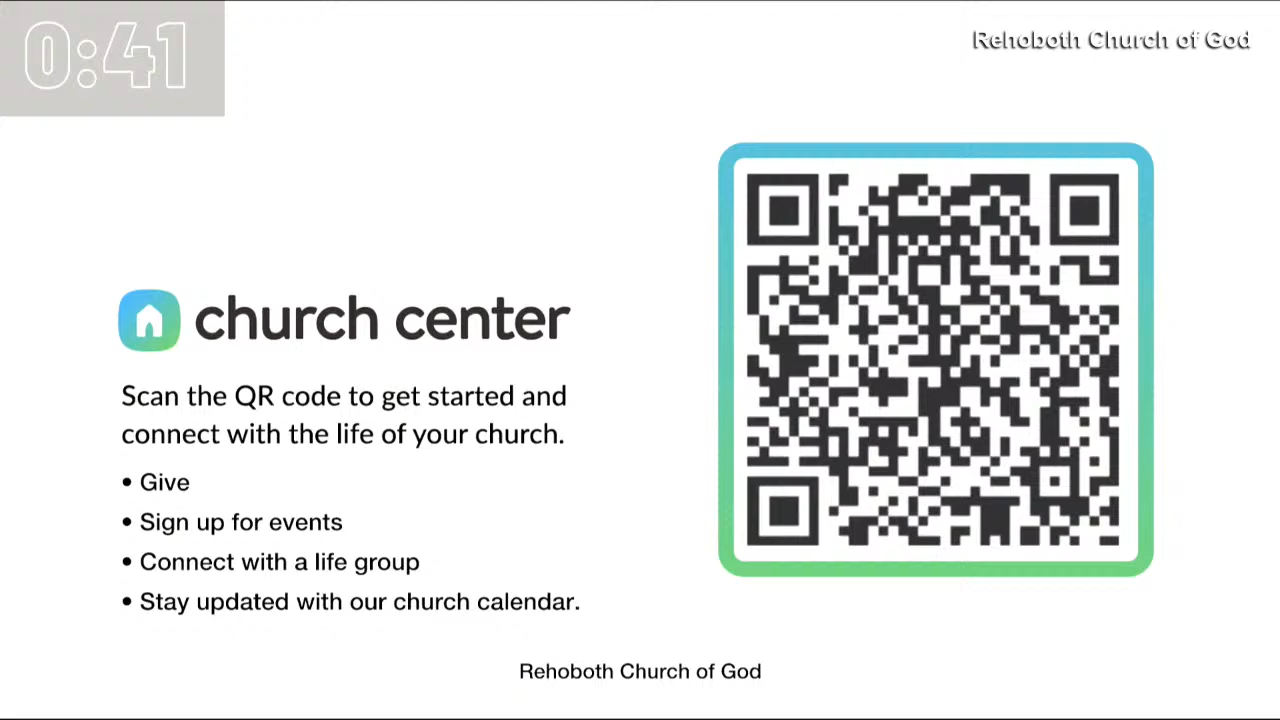 0:41
Rehoboth Church of God
church center
Scan the QR code to get started and
connect with the life of your church.
• Give
• Sign up for events
• Connect with a life group
• Stay updated with our church calendar.
Rehoboth Church of God